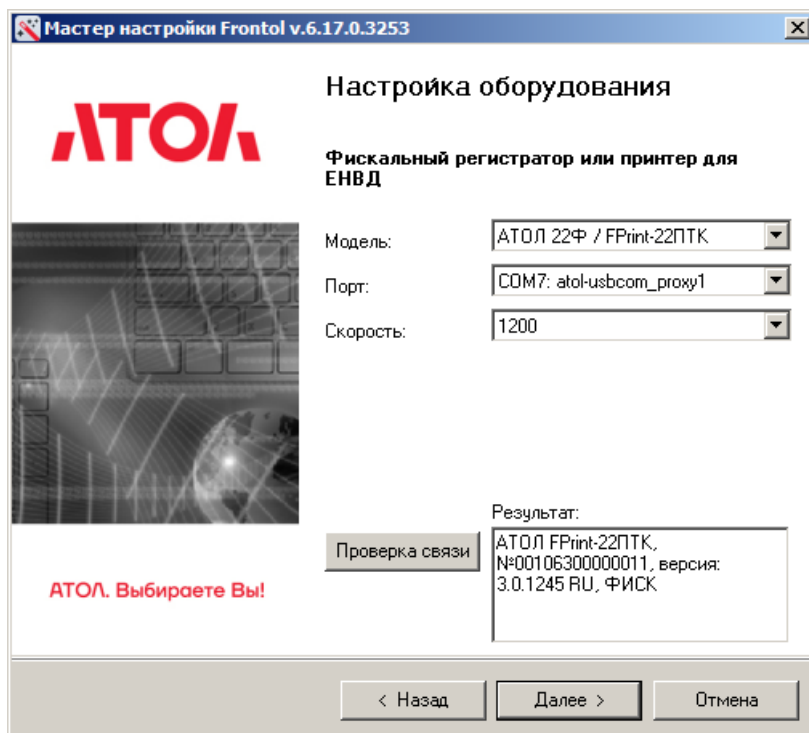 Мастер настройки Frontol v.6.17.0.3253
АТОЛ
Настройка оборудования
Фискальный регистратор или принтер для
ЕНВД
Модель:
АТОЛ 22Ф / FPrint-22ПТК
Порт:
COM7: atol-usbcom_proxy1
Скорость:
1200
Результат:
Проверка связи
АТОЛ FPrint-22ПТК,
№00106300000011, версия:
3.0.1245 RU, ФИСК
АТОЛ. Выбираете Вы!
< Назад
Далее >
Отмена